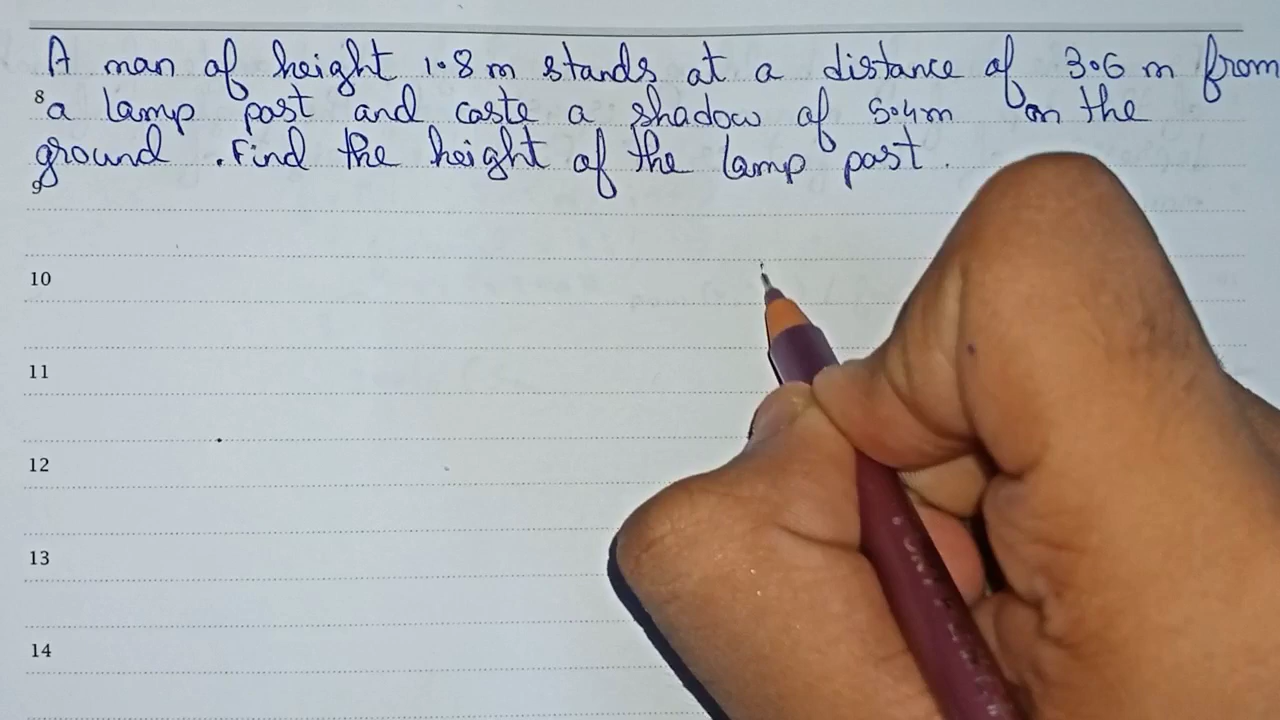 A man of height 1.8 m stands at a distance of 3.6 m from
8
a lamp post and caste a shadow of 5.4m on the
ground . Find the height of the lamp post .
9
10
11
12
13
14